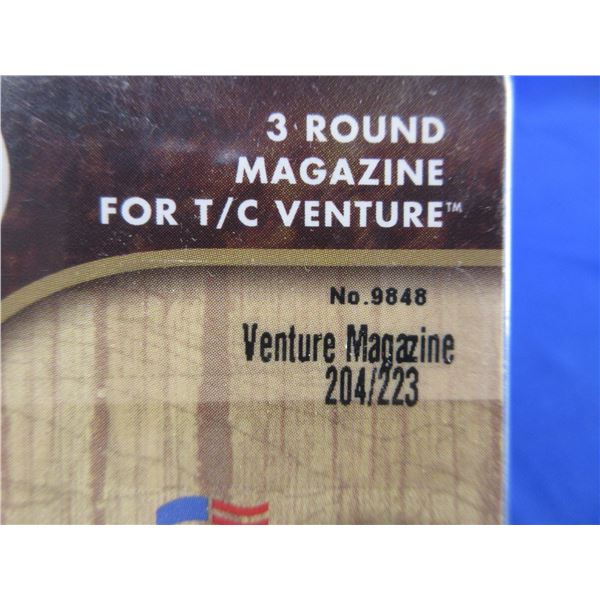 3 ROUND
MAGAZINE
FOR T/C VENTURE™
No.9848
Venture Magazine
204/223